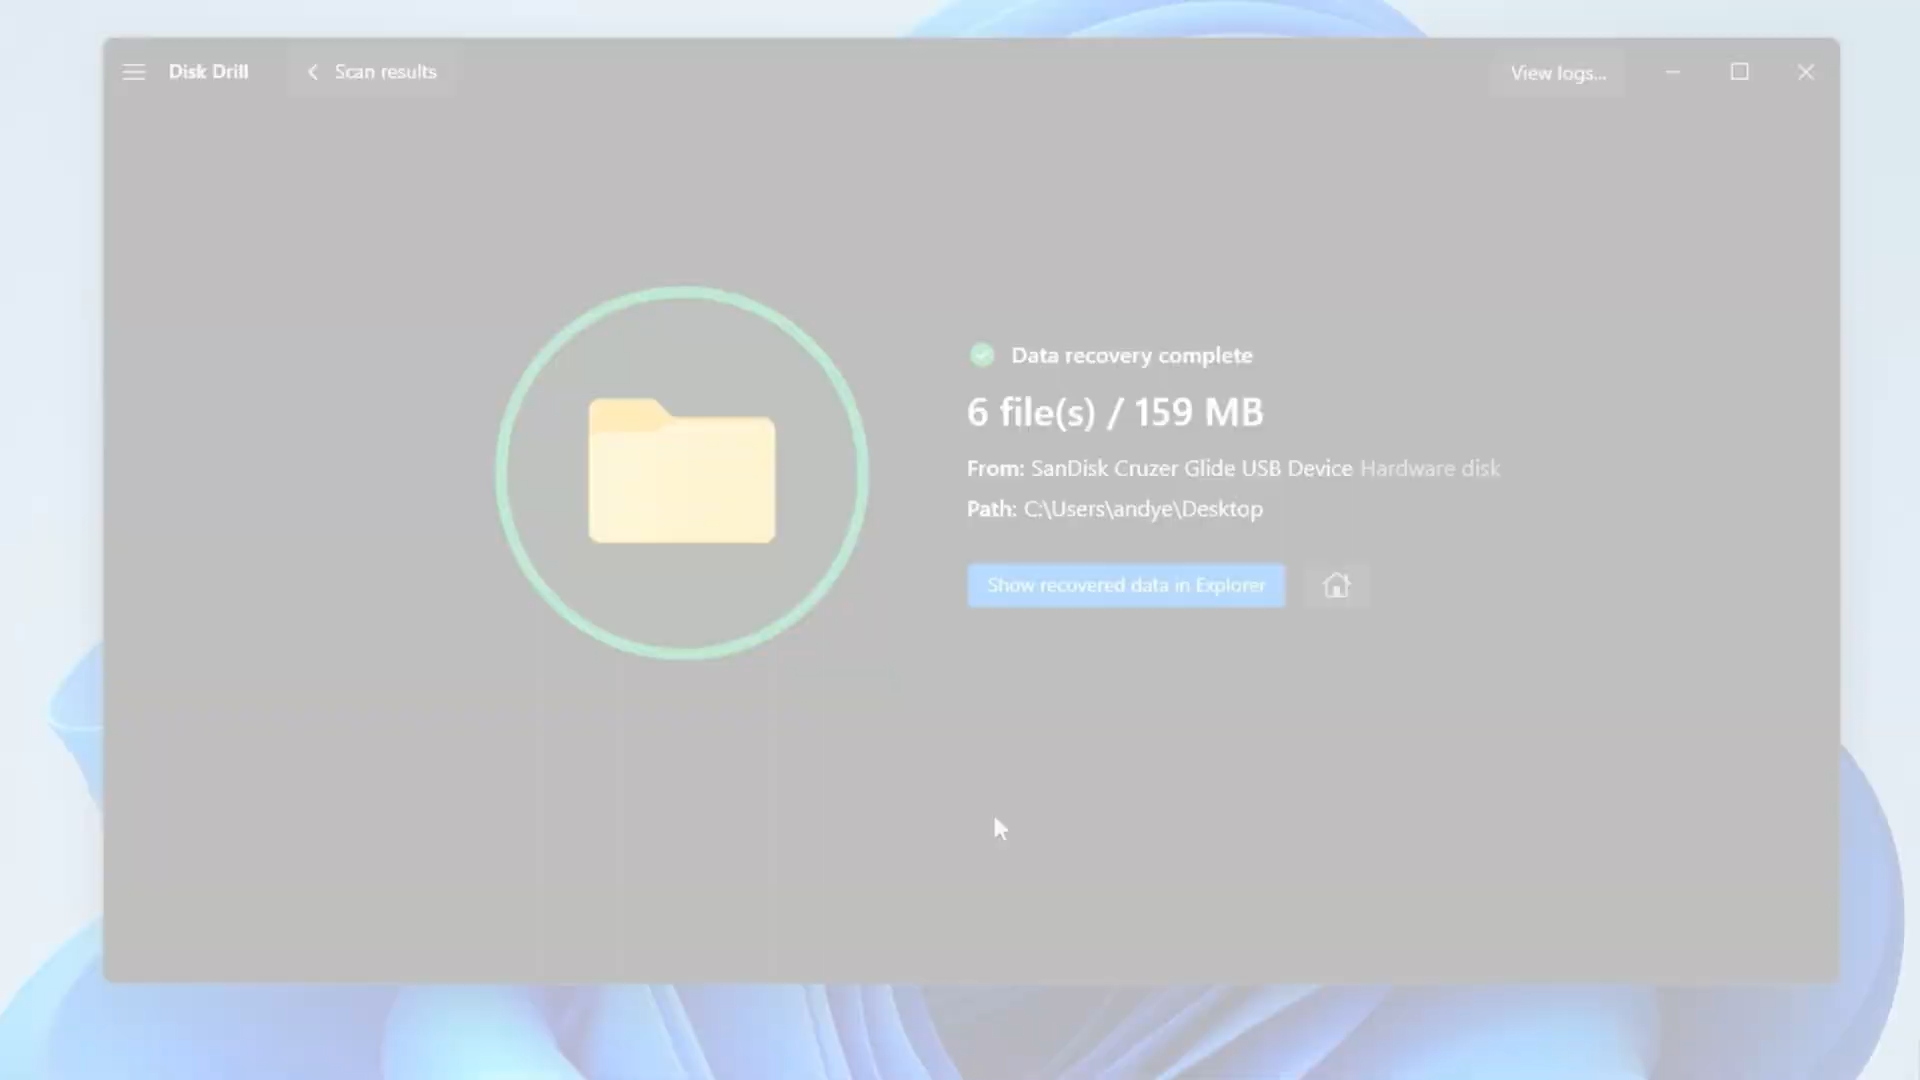 Disk Drill
Scan results
View logs...
Data recovery complete
6 file(s) / 159 MB
From: SanDisk Cruzer Glide USB Device Hardware disk
Path: C:\Users\andye\Desktop
Show recovered data in Explorer